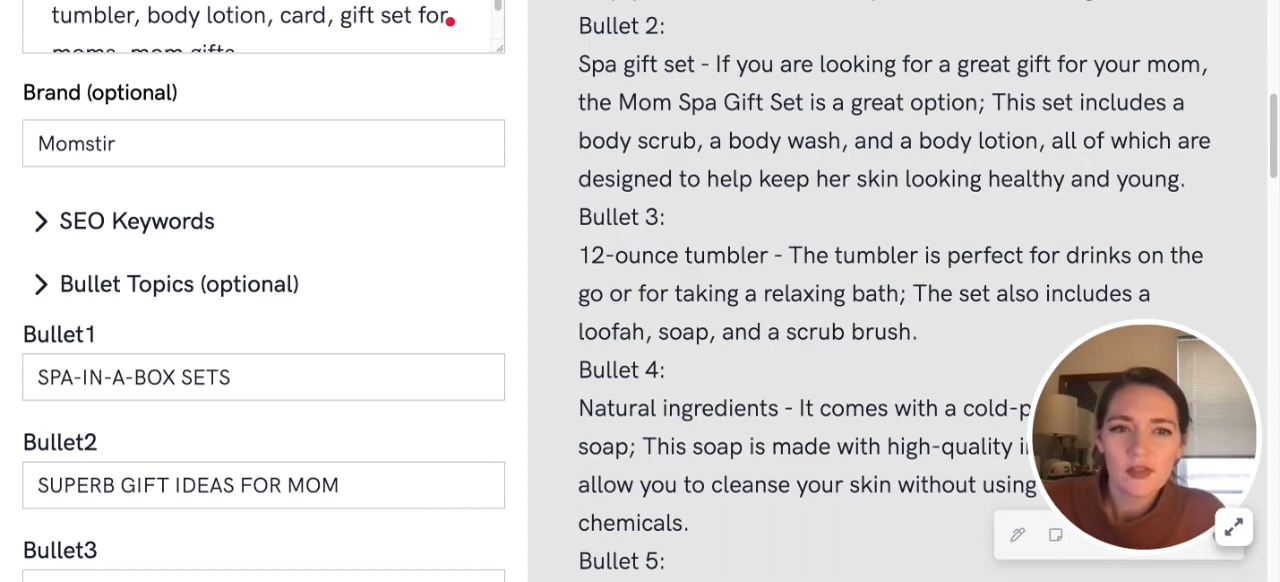 tumbler, body lotion, card, gift set for
moms, mom gifts
Brand (optional)
Momstir
SEO Keywords
Bullet Topics (optional)
Bullet1
SPA-IN-A-BOX SETS
Bullet2
SUPERB GIFT IDEAS FOR MOM
Bullet3
Bullet 2:
Spa gift set - If you are looking for a great gift for your mom,
the Mom Spa Gift Set is a great option; This set includes a
body scrub, a body wash, and a body lotion, all of which are
designed to help keep her skin looking healthy and young.
Bullet 3:
12-ounce tumbler - The tumbler is perfect for drinks on the
go or for taking a relaxing bath; The set also includes a
loofah, soap, and a scrub brush.
Bullet 4:
Natural ingredients - It comes with a cold-p
soap; This soap is made with high-quality
allow you to cleanse your skin without using
chemicals.
Bullet 5: